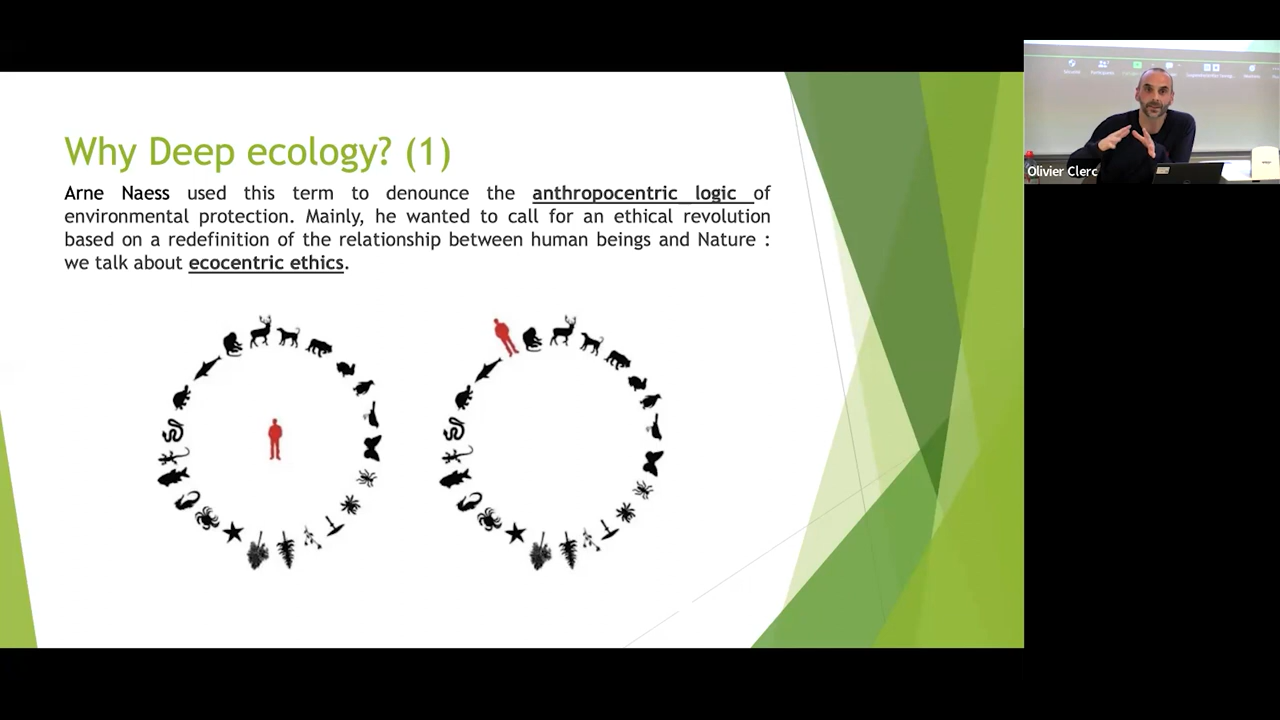 Why Deep ecology? (1)
Arne Naess used this term to denounce the anthropocentric logic of
environmental protection. Mainly, he wanted to call for an ethical revolution
based on a redefinition of the relationship between human beings and Nature :
we talk about ecocentric ethics.
Olivier Clerc